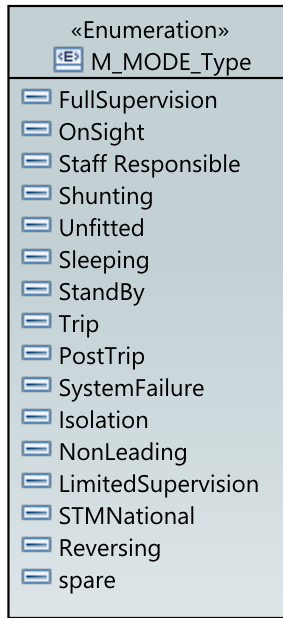 «Enumeration»
<E> M_MODE_Type
FullSupervision
OnSight
Staff Responsible
Shunting
Unfitted
Sleeping
StandBy
Trip
PostTrip
SystemFailure
Isolation
NonLeading
LimitedSupervision
STMNational
Reversing
spare